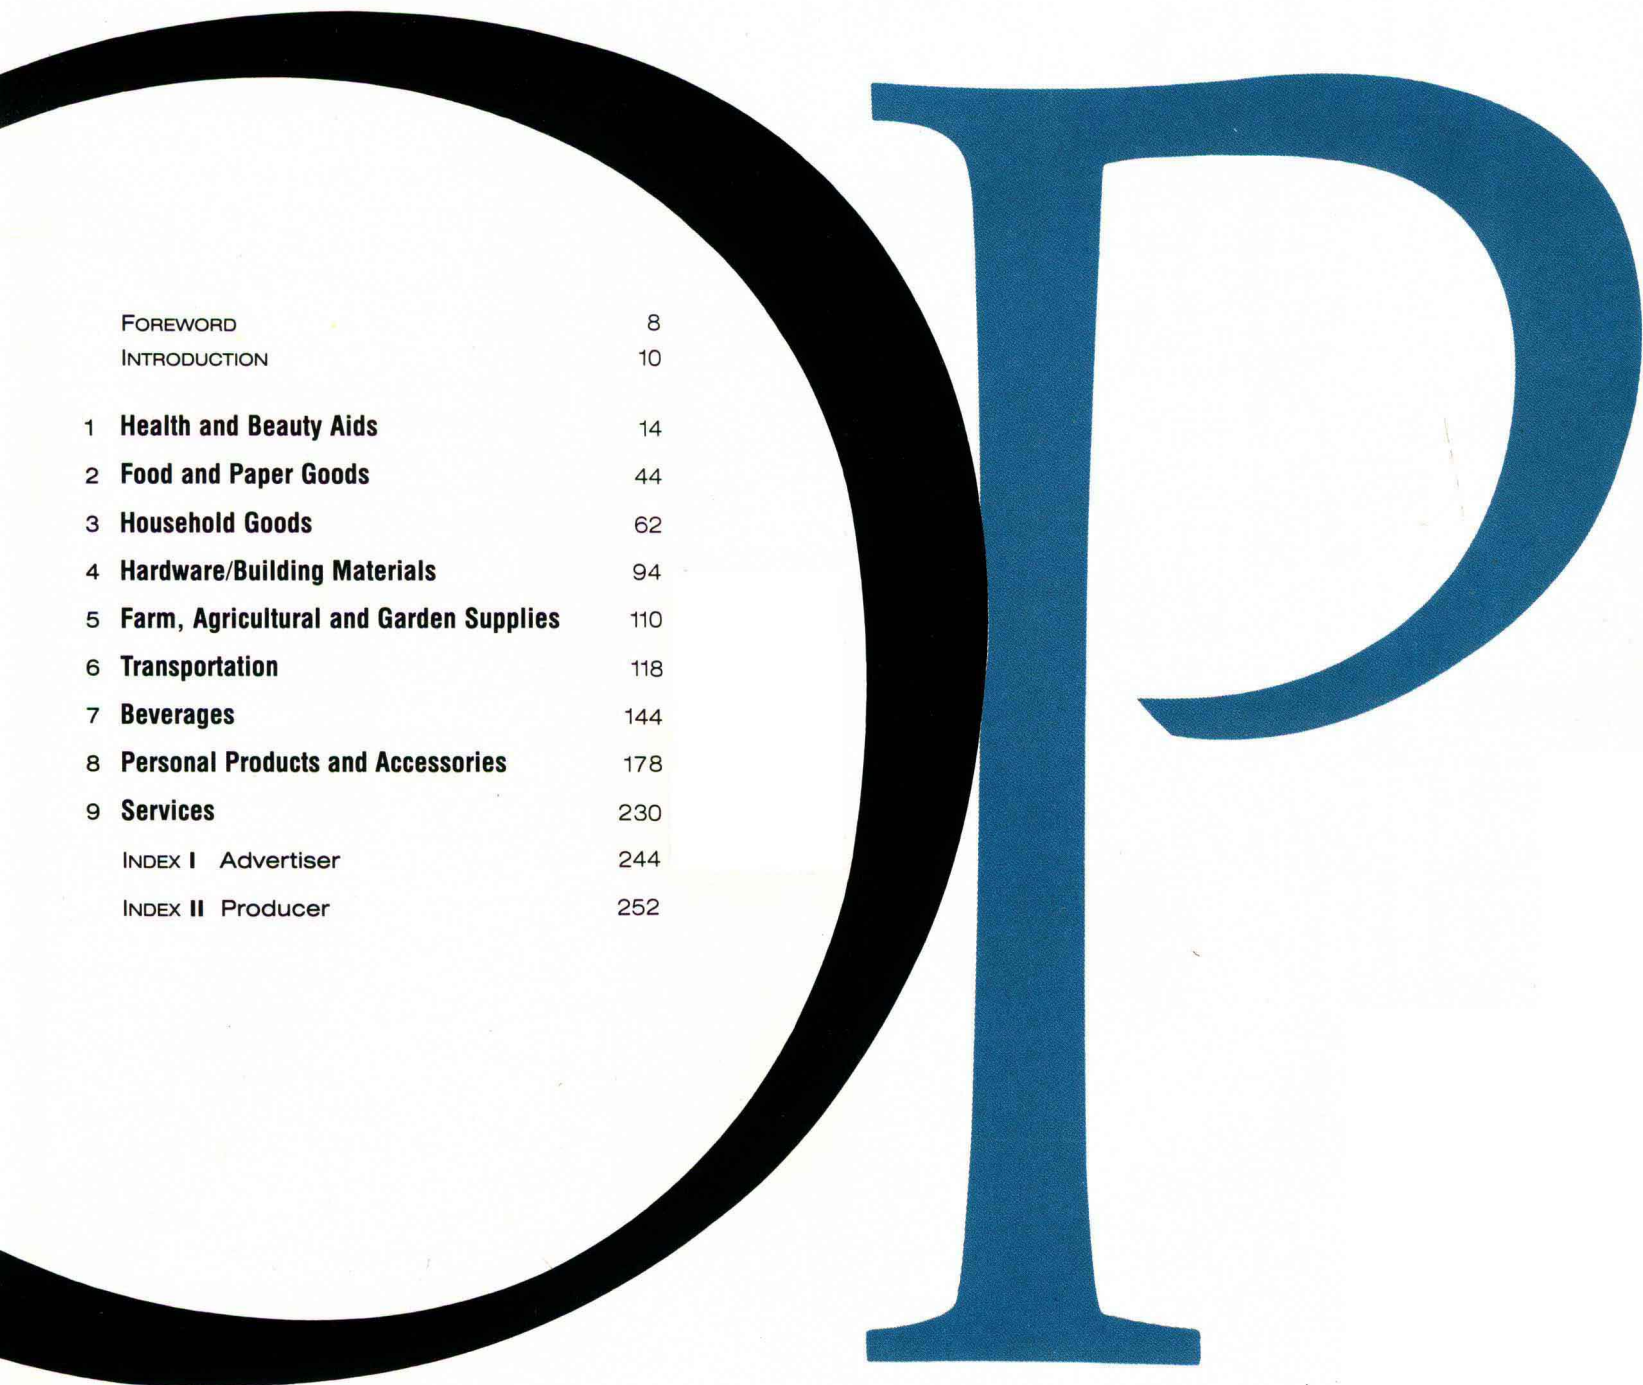 OP
FOREWORD 8
INTRODUCTION 10
1 Health and Beauty Aids 14
2 Food and Paper Goods 44
3 Household Goods 62
4 Hardware/Building Materials 94
5 Farm, Agricultural and Garden Supplies 110
6 Transportation 118
7 Beverages 144
8 Personal Products and Accessories 178
9 Services 230
INDEX I Advertiser 244
INDEX II Producer 252